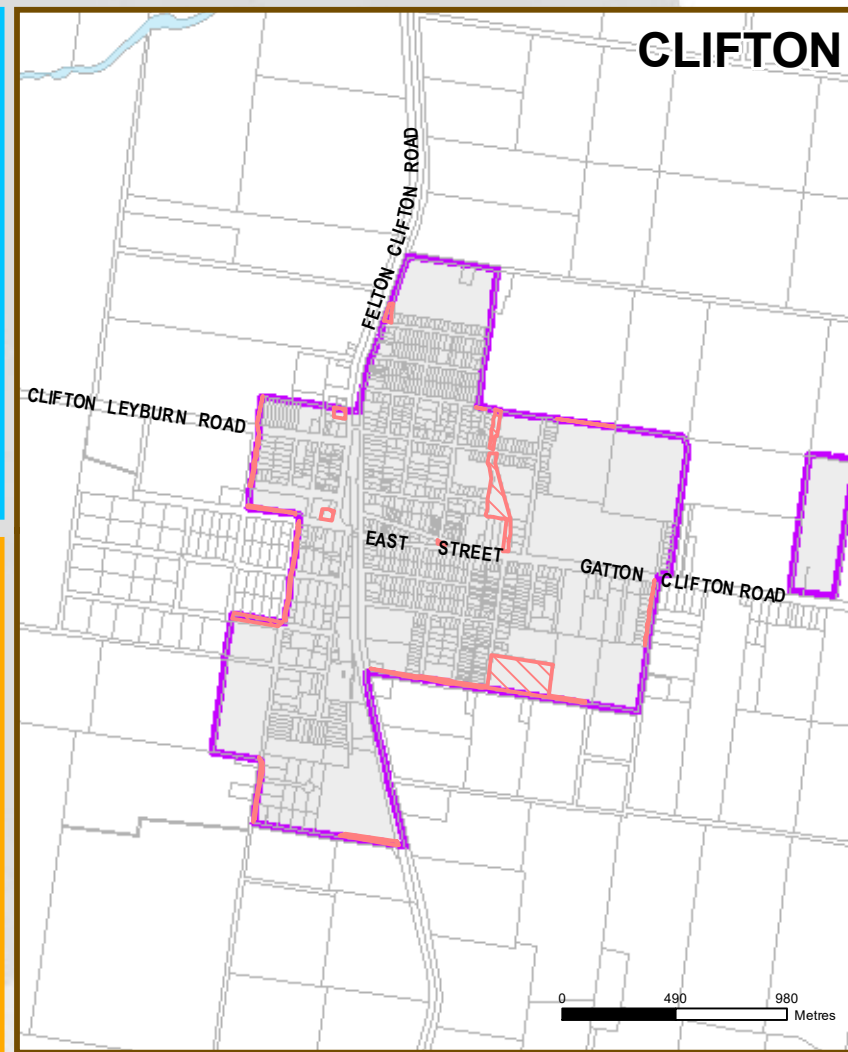 CLIFTON
FELTON CLIFTON ROAD
CLIFTON LEYBURN ROAD
EAST STREET
GATTON CLIFTON ROAD
0 490 980
Metres